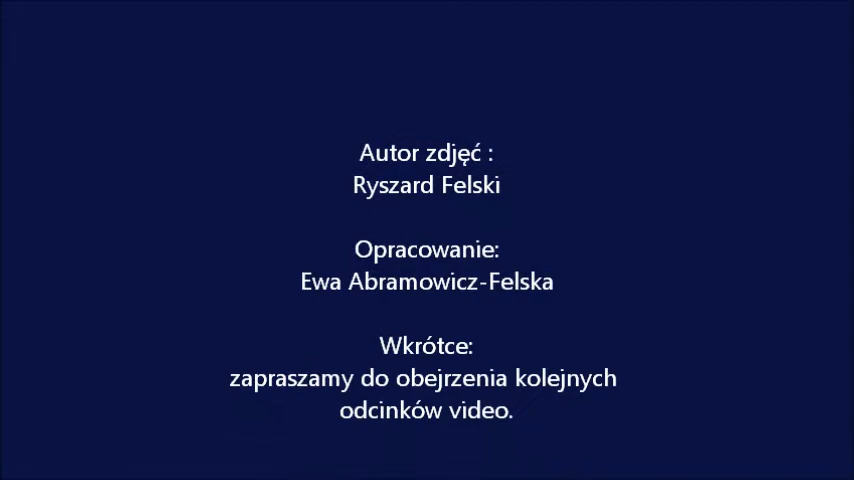 Autor zdjęć :
Ryszard Felski
Opracowanie:
Ewa Abramowicz-Felska
Wkrótce:
zapraszamy do obejrzenia kolejnych
odcinków video.